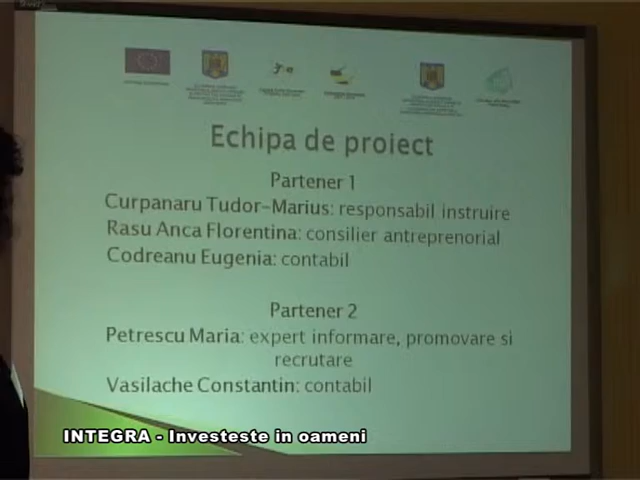 Echipa de proiect
Partener 1
Curpanaru Tudor-Marius: responsabil instruire
Rasu Anca Florentina: consilier antreprenorial
Codreanu Eugenia: contabil
Partener 2
Petrescu Maria: expert informare, promovare si
recrutare
Vasilache Constantin: contabil
INTEGRA - Investeste in oameni